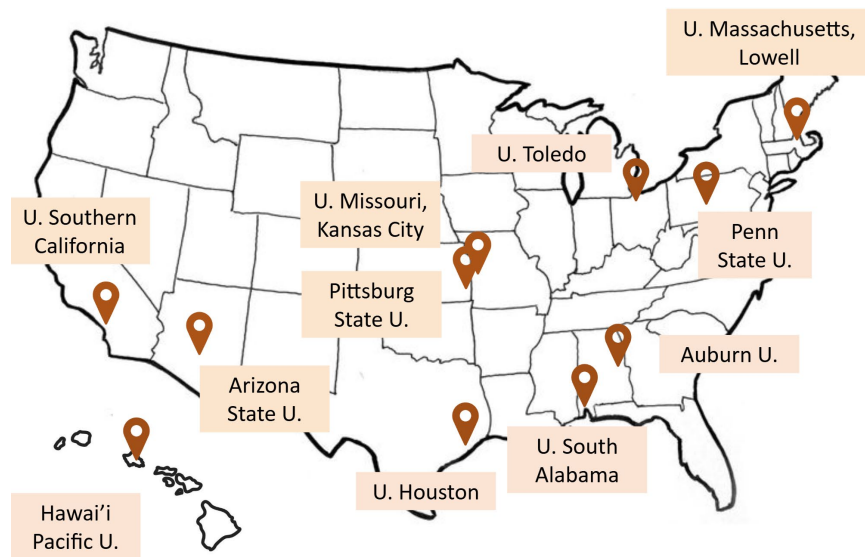 U. Massachusetts,
Lowell
U. Toledo
U. Missouri,
Kansas City
U. Southern
California
Penn
State U.
Pittsburg
State U.
Auburn U.
Arizona
State U.
U. South
Alabama
U. Houston
Hawai’i
Pacific U.